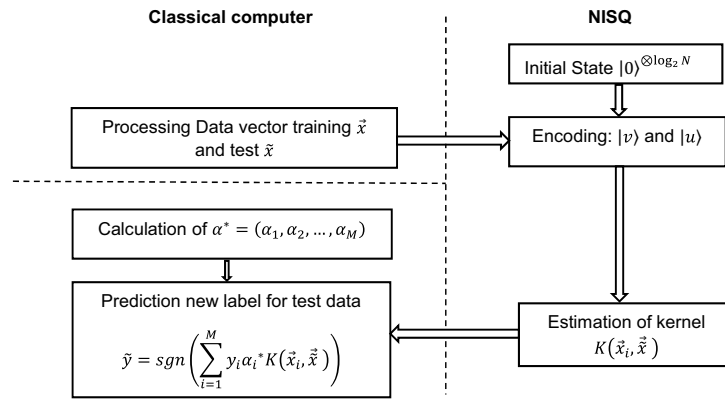 Classical computer
NISQ
Initial State |0⟩^{⊗log₂ N}
Processing Data vector training x⃗
and test x̃
Encoding: |v⟩ and |u⟩
Calculation of α* = (α₁, α₂, …, α_M)
Prediction new label for test data
ỹ = sgn(∑_{i=1}^{M} y_i α_i* K(x⃗_i, x̃⃗))
Estimation of kernel
K(x⃗_i, x̃⃗)